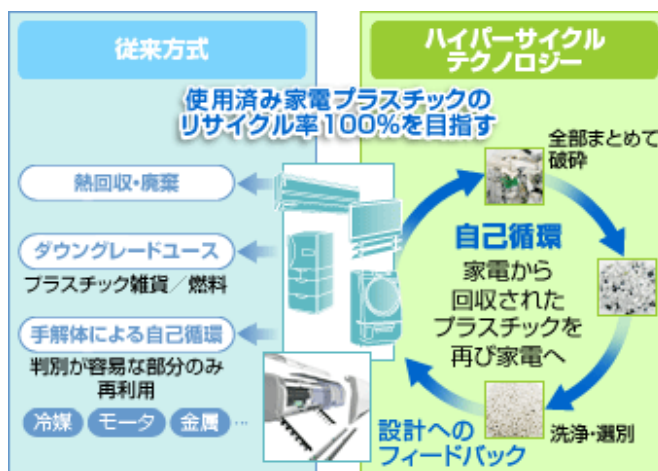 従来方式
ハイパーサイクル
テクノロジー
使用済み家電プラスチックの
リサイクル率100%を目指す
熱回収・廃棄
ダウングレードユース
プラスチック雑貨／燃料
手解体による自己循環
判別が容易な部分のみ
再利用
冷媒 モータ 金属 …
全部まとめて
破砕
自己循環
家電から
回収された
プラスチックを
再び家電へ
洗浄・選別
設計への
フィードバック